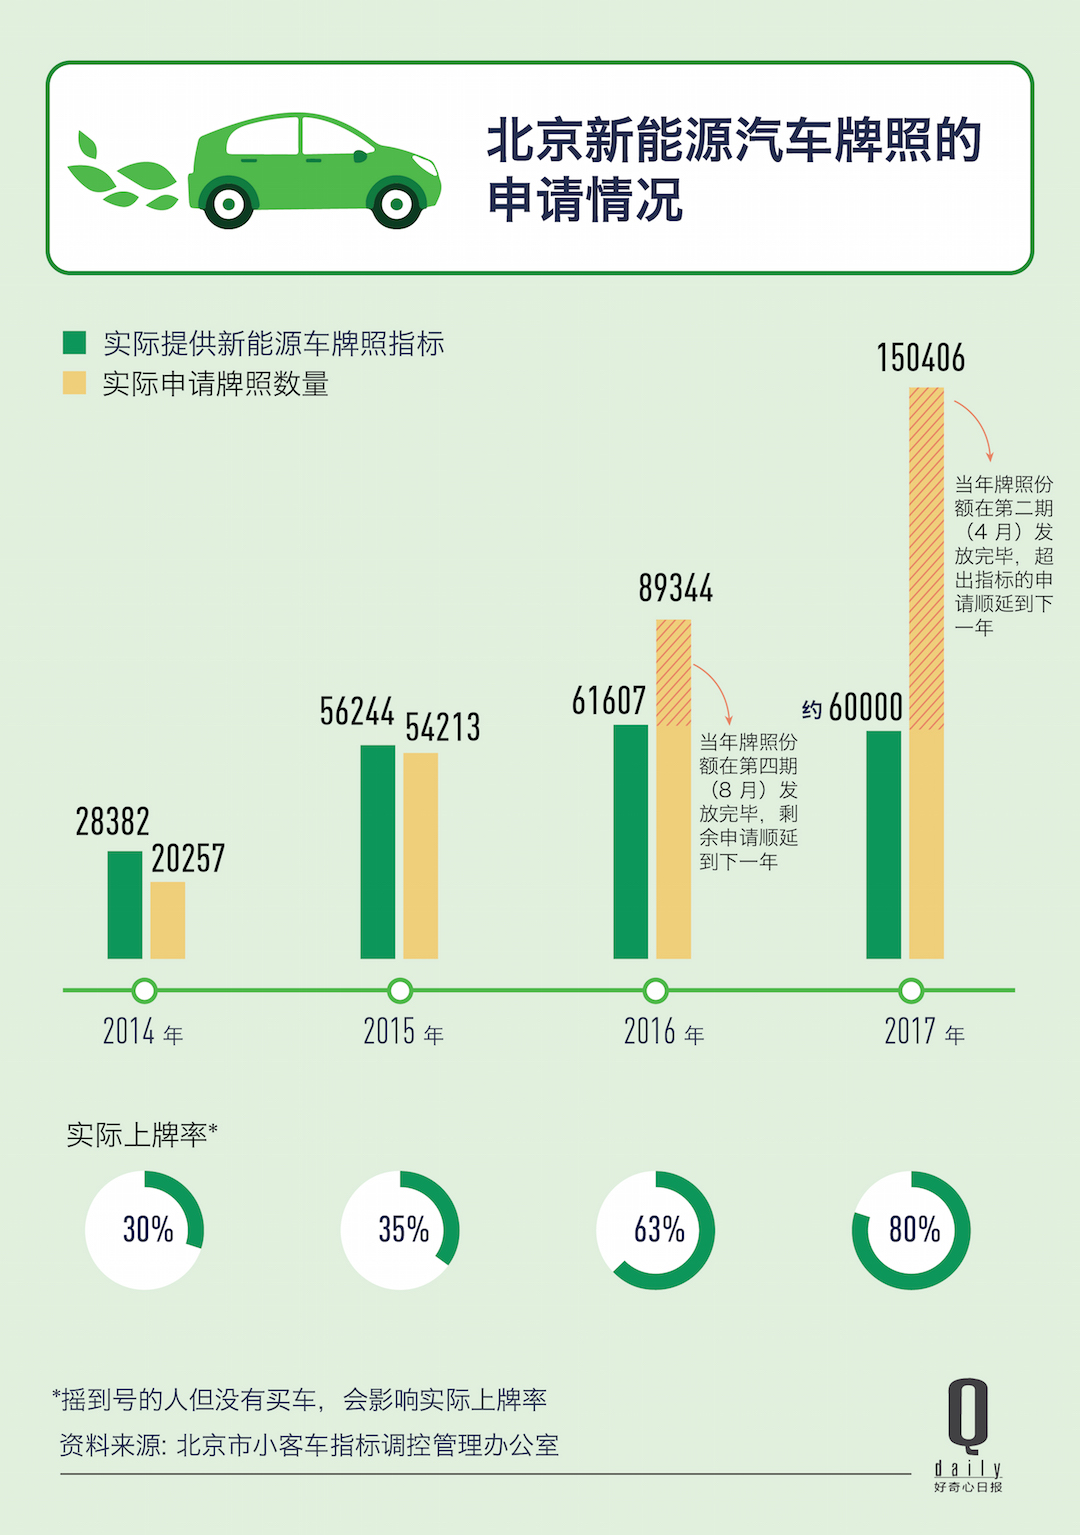 北京新能源汽车牌照的
申请情况
实际提供新能源车牌照指标
实际申请牌照数量
28382
20257
56244
54213
61607
89344
当年牌照份
额在第四期
（8 月）发
放完毕，剩
余申请顺延
到下一年
约 60000
150406
当年牌照份
额在第二期
（4 月）发
放完毕，超
出指标的申
请顺延到下
一年
2014 年
2015 年
2016 年
2017 年
实际上牌率*
30%
35%
63%
80%
*摇到号的人但没有买车，会影响实际上牌率
资料来源: 北京市小客车指标调控管理办公室
Q
daily
好奇心日报